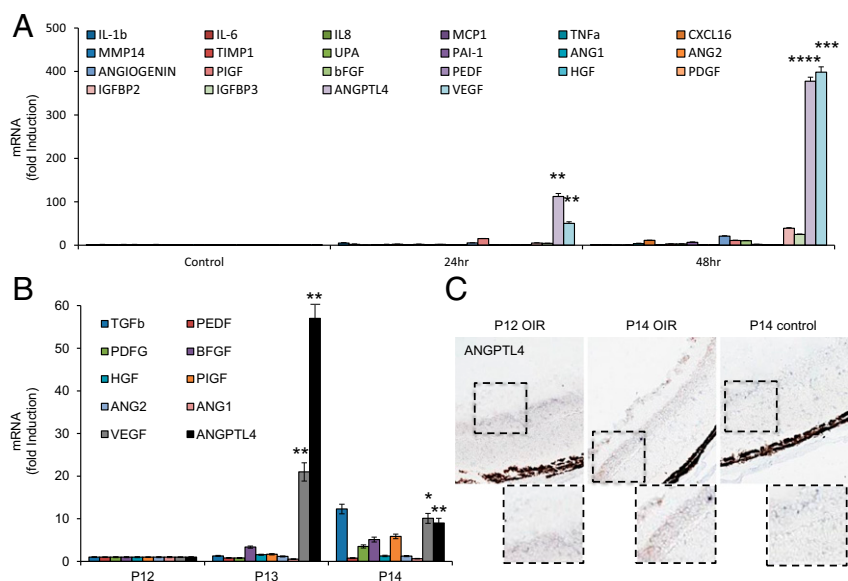 A
500
400
300
200
100
0
mRNA
(fold Induction)
IL-1b IL-6 IL8 MCP1 TNFa CXCL16
MMP14 TIMP1 UPA PAI-1 ANG1 ANG2
ANGIOGENIN PIGF bFGF PEDF HGF PDGF
IGFBP2 IGFBP3 ANGPTL4 VEGF
** ** **** ***
Control 24hr 48hr
B
60
50
40
30
20
10
0
mRNA
(fold Induction)
TGFb PEDF
PDFG BFGF
HGF PIGF
ANG2 ANG1
VEGF ANGPTL4
** ** * **
P12 P13 P14
C
P12 OIR P14 OIR P14 control
ANGPTL4